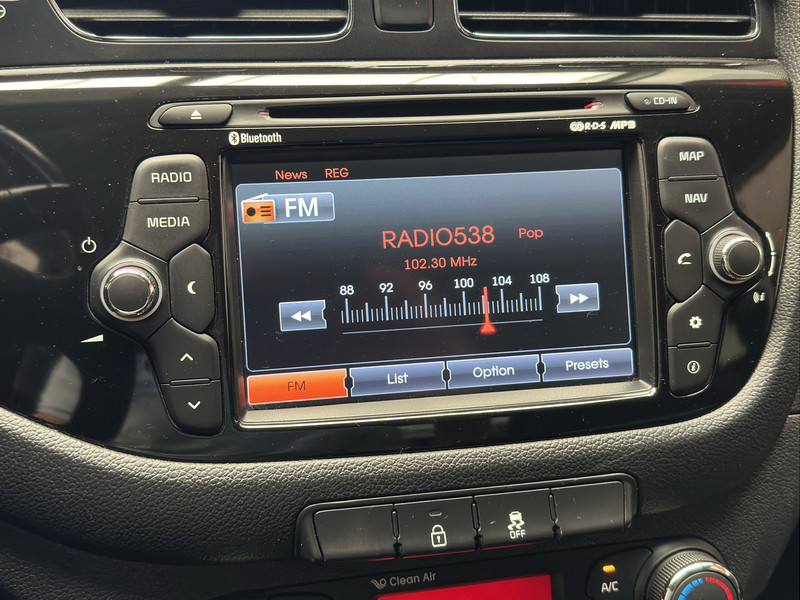 CD-IN
Bluetooth
R·D·S MP3
RADIO
MEDIA
News REG
FM
RADIO538 Pop
102.30 MHz
88 92 96 100 104 108
FM List Option Presets
MAP
NAV
OFF
Clean Air
A/C